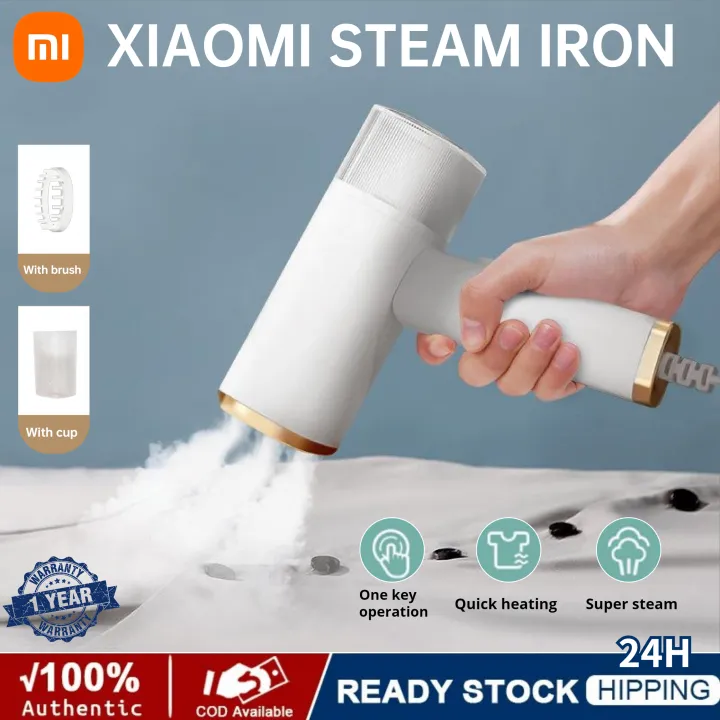 mi
XIAOMI STEAM IRON
With brush
With cup
WARRANTY
1 YEAR
WARRANTY
One key
operation
Quick heating
Super steam
√100%
Authentic
COD Available
24H
READY STOCK HIPPING